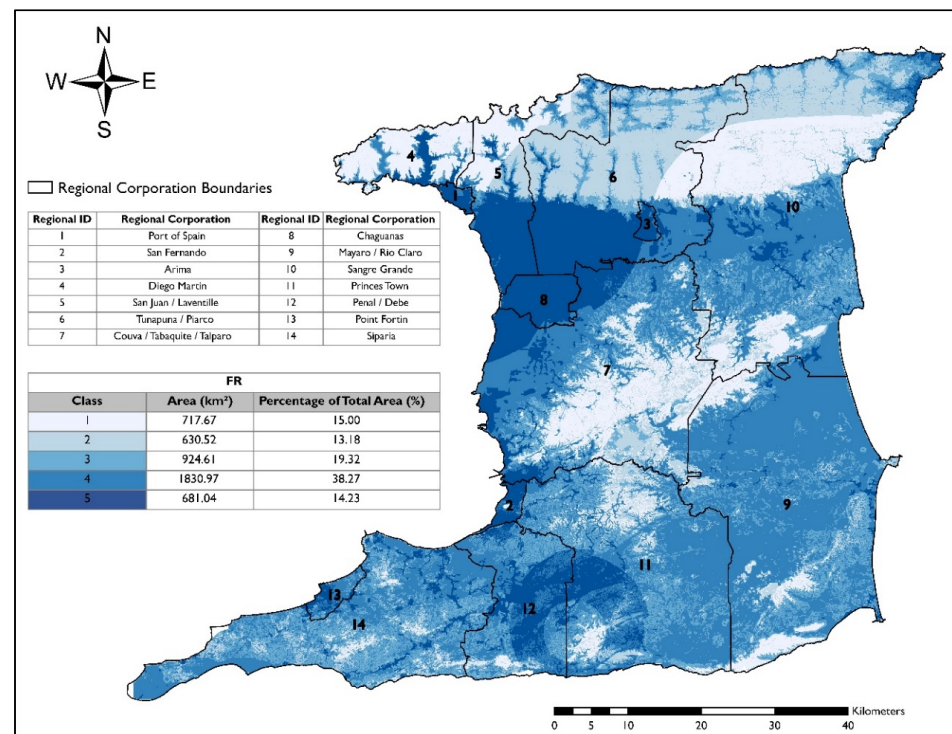 N
W E
S
Regional Corporation Boundaries
Regional ID Regional Corporation Regional ID Regional Corporation
1 Port of Spain 8 Chaguanas
2 San Fernando 9 Mayaro / Rio Claro
3 Arima 10 Sangre Grande
4 Diego Martin 11 Princes Town
5 San Juan / Laventille 12 Penal / Debe
6 Tunapuna / Piarco 13 Point Fortin
7 Couva / Tabaquite / Talparo 14 Siparia
FR
Class Area (km²) Percentage of Total Area (%)
1 717.67 15.00
2 630.52 13.18
3 924.61 19.32
4 1830.97 38.27
5 681.04 14.23
4
5
6
1
3
10
8
7
2
9
11
13
12
14
Kilometers
0 5 10 20 30 40